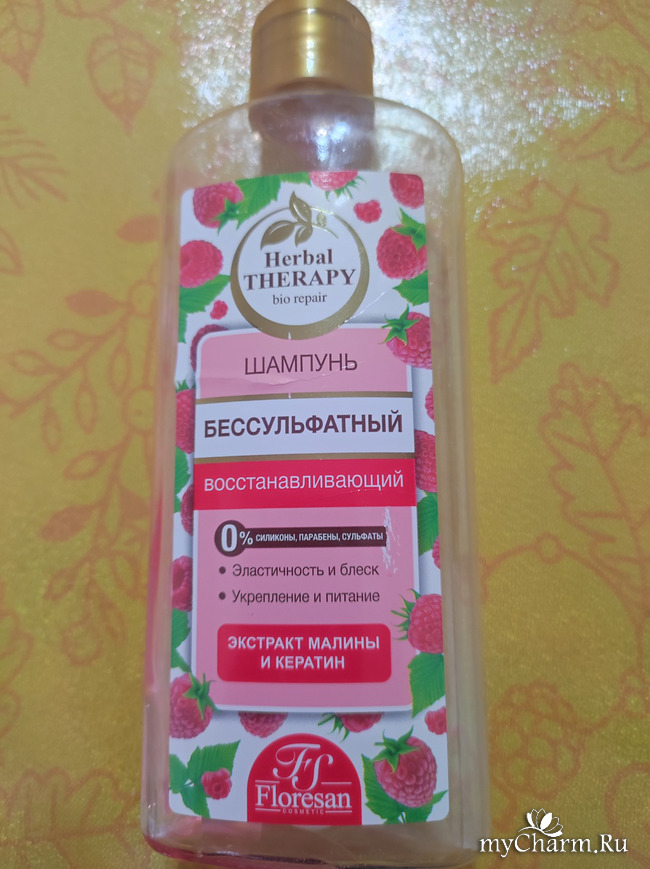 Herbal
THERAPY
bio repair
ШАМПУНЬ
БЕССУЛЬФАТНЫЙ
восстанавливающий
0% СИЛИКОНЫ, ПАРАБЕНЫ, СУЛЬФАТЫ
• Эластичность и блеск
• Укрепление и питание
ЭКСТРАКТ МАЛИНЫ
И КЕРАТИН
FS
Floresan
COSMETIC
myCharm.Ru